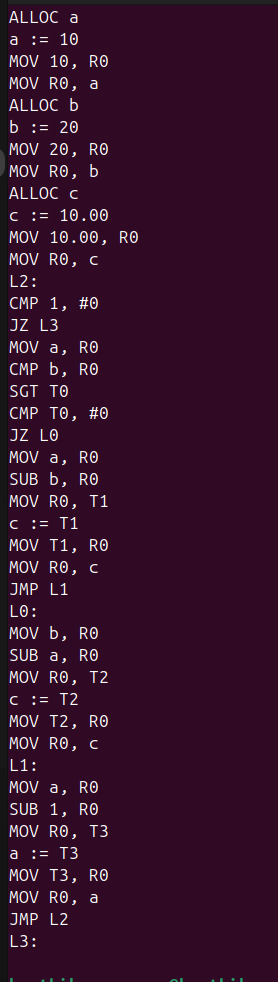 ALLOC a
a := 10
MOV 10, R0
MOV R0, a
ALLOC b
b := 20
MOV 20, R0
MOV R0, b
ALLOC c
c := 10.00
MOV 10.00, R0
MOV R0, c
L2:
CMP 1, #0
JZ L3
MOV a, R0
CMP b, R0
SGT T0
CMP T0, #0
JZ L0
MOV a, R0
SUB b, R0
MOV R0, T1
c := T1
MOV T1, R0
MOV R0, c
JMP L1
L0:
MOV b, R0
SUB a, R0
MOV R0, T2
c := T2
MOV T2, R0
MOV R0, c
L1:
MOV a, R0
SUB 1, R0
MOV R0, T3
a := T3
MOV T3, R0
MOV R0, a
JMP L2
L3: